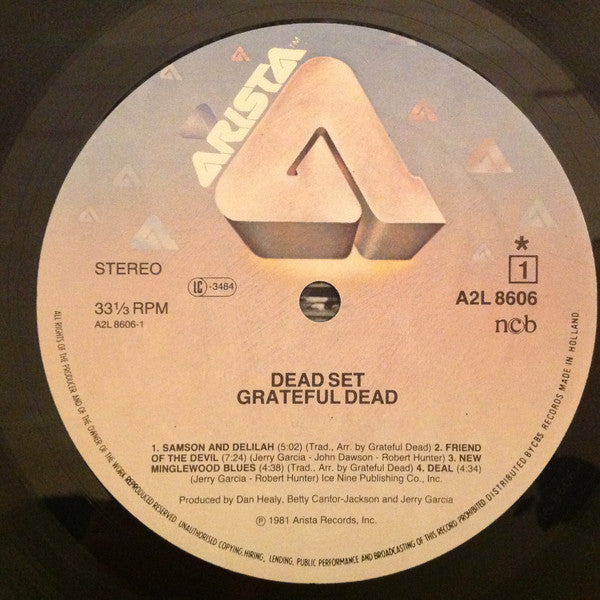 ARISTA™
STEREO
LC -3484
33⅓ RPM
A2L 8606-1
*
1
A2L 8606
ncb
DEAD SET
GRATEFUL DEAD
1. SAMSON AND DELILAH (5:02) (Trad., Arr. by Grateful Dead) 2. FRIEND
OF THE DEVIL (7:24) (Jerry Garcia - John Dawson - Robert Hunter) 3. NEW
MINGLEWOOD BLUES (4:38) (Trad., Arr. by Grateful Dead) 4. DEAL (4:34)
(Jerry Garcia - Robert Hunter) Ice Nine Publishing Co., Inc.
Produced by Dan Healy, Betty Cantor-Jackson and Jerry Garcia
℗ 1981 Arista Records, Inc.
ALL RIGHTS OF THE PRODUCER AND OF THE OWNER OF THE WORK REPRODUCED RESERVED. UNAUTHORISED COPYING, HIRING, LENDING, PUBLIC PERFORMANCE AND BROADCASTING OF THIS RECORD PROHIBITED. DISTRIBUTED BY CBS RECORDS MADE IN HOLLAND